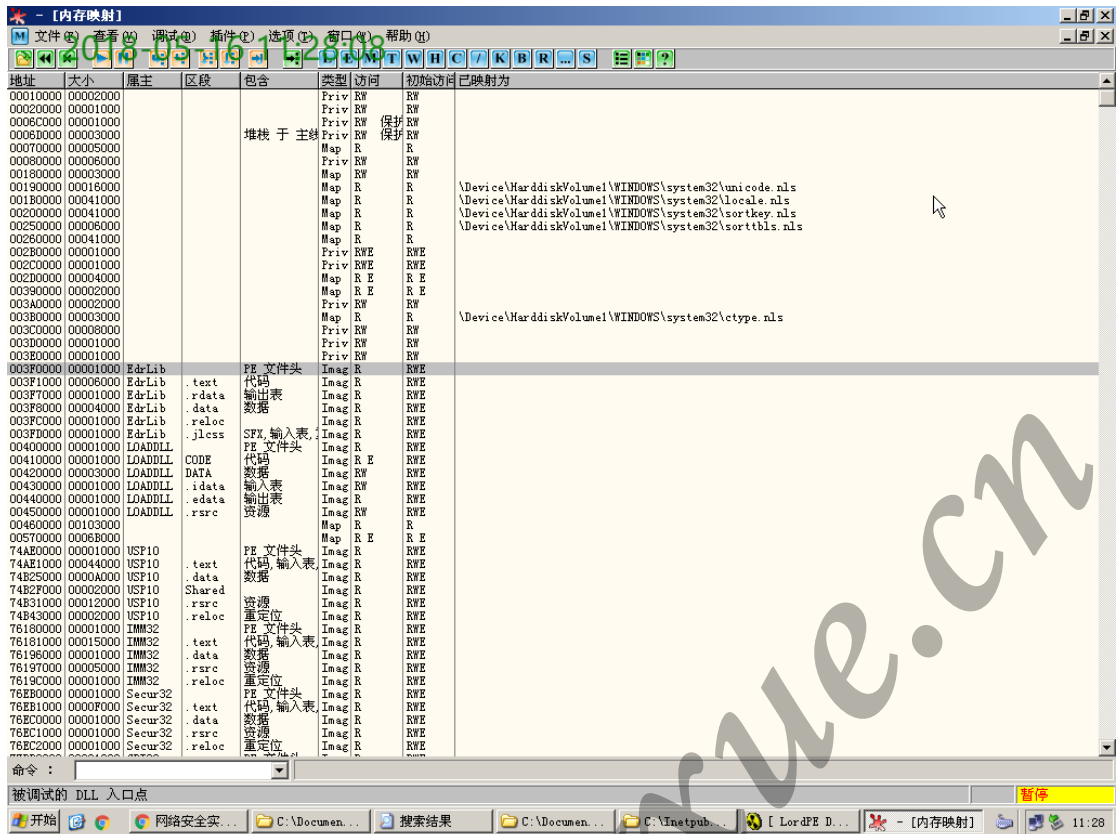 - [内存映射]
文件(F) 查看(V) 调试(D) 插件(P) 选项(T) 窗口(W) 帮助(H)
2018-05-16 11:28:08
L E M T W H C / K B R ... S ?
地址 大小 属主 区段 包含 类型 访问 初始访问 已映射为
00010000 00002000 Priv RW RW
00020000 00001000 Priv RW RW
0006C000 00001000 Priv RW 保护 RW
0006D000 00003000 堆栈 于 主线 Priv RW 保护 RW
00070000 00005000 Map R R
00080000 00006000 Priv RW RW
00180000 00003000 Map RW RW
00190000 00016000 Map R R \Device\HarddiskVolume1\WINDOWS\system32\unicode.nls
001B0000 00041000 Map R R \Device\HarddiskVolume1\WINDOWS\system32\locale.nls
00200000 00041000 Map R R \Device\HarddiskVolume1\WINDOWS\system32\sortkey.nls
00250000 00006000 Map R R \Device\HarddiskVolume1\WINDOWS\system32\sorttbls.nls
00260000 00041000 Map R R
002B0000 00001000 Priv RWE RWE
002C0000 00001000 Priv RWE RWE
002D0000 00004000 Map R E R E
00390000 00002000 Map R E R E
003A0000 00002000 Priv RW RW
003B0000 00003000 Map R R \Device\HarddiskVolume1\WINDOWS\system32\ctype.nls
003C0000 00008000 Priv RW RW
003D0000 00001000 Priv RW RW
003E0000 00001000 Priv RW RW
003F0000 00001000 EdrLib PE 文件头 Imag R RWE
003F1000 00006000 EdrLib .text 代码 Imag R RWE
003F7000 00001000 EdrLib .rdata 输出表 Imag R RWE
003F8000 00004000 EdrLib .data 数据 Imag R RWE
003FC000 00001000 EdrLib .reloc Imag R RWE
003FD000 00001000 EdrLib .jlcss SFX,输入表, Imag R RWE
00400000 00001000 LOADDLL PE 文件头 Imag R RWE
00410000 00001000 LOADDLL CODE 代码 Imag R E RWE
00420000 00003000 LOADDLL DATA 数据 Imag RW RWE
00430000 00001000 LOADDLL .idata 输入表 Imag RW RWE
00440000 00001000 LOADDLL .edata 输出表 Imag R RWE
00450000 00001000 LOADDLL .rsrc 资源 Imag RW RWE
00460000 00103000 Map R R
00570000 0006B000 Map R E R E
74AE0000 00001000 USP10 PE 文件头 Imag R RWE
74AE1000 00044000 USP10 .text 代码,输入表, Imag R RWE
74B25000 0000A000 USP10 .data 数据 Imag R RWE
74B2F000 00002000 USP10 Shared Imag R RWE
74B31000 00012000 USP10 .rsrc 资源 Imag R RWE
74B43000 00002000 USP10 .reloc 重定位 Imag R RWE
76180000 00001000 IMM32 PE 文件头 Imag R RWE
76181000 00015000 IMM32 .text 代码,输入表, Imag R RWE
76196000 00001000 IMM32 .data 数据 Imag R RWE
76197000 00005000 IMM32 .rsrc 资源 Imag R RWE
7619C000 00001000 IMM32 .reloc 重定位 Imag R RWE
76EB0000 00001000 Secur32 PE 文件头 Imag R RWE
76EB1000 0000F000 Secur32 .text 代码,输入表, Imag R RWE
76EC0000 00001000 Secur32 .data 数据 Imag R RWE
76EC1000 00001000 Secur32 .rsrc 资源 Imag R RWE
76EC2000 00001000 Secur32 .reloc 重定位 Imag R RWE
命令 :
被调试的 DLL 入口点 暂停
开始 网络安全实... C:\Documen... 搜索结果 C:\Documen... C:\Inetpub... [ LordPE D... - [内存映射] 11:28
xue.cn